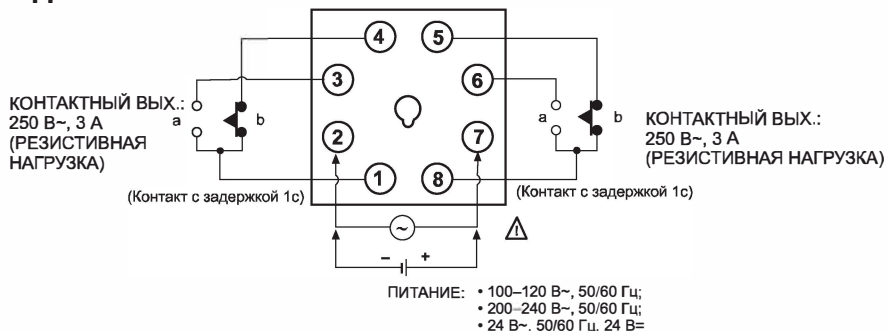 4
5
3
6
КОНТАКТНЫЙ ВЫХ.:
250 В~, 3 А
(РЕЗИСТИВНАЯ
НАГРУЗКА)
a
b
2
7
a
b
КОНТАКТНЫЙ ВЫХ.:
250 В~, 3 А
(РЕЗИСТИВНАЯ НАГРУЗКА)
1
8
(Контакт с задержкой 1с)
(Контакт с задержкой 1с)
~
!
− +
ПИТАНИЕ: • 100–120 В~, 50/60 Гц;
• 200–240 В~, 50/60 Гц;
• 24 В~, 50/60 Гц, 24 В=